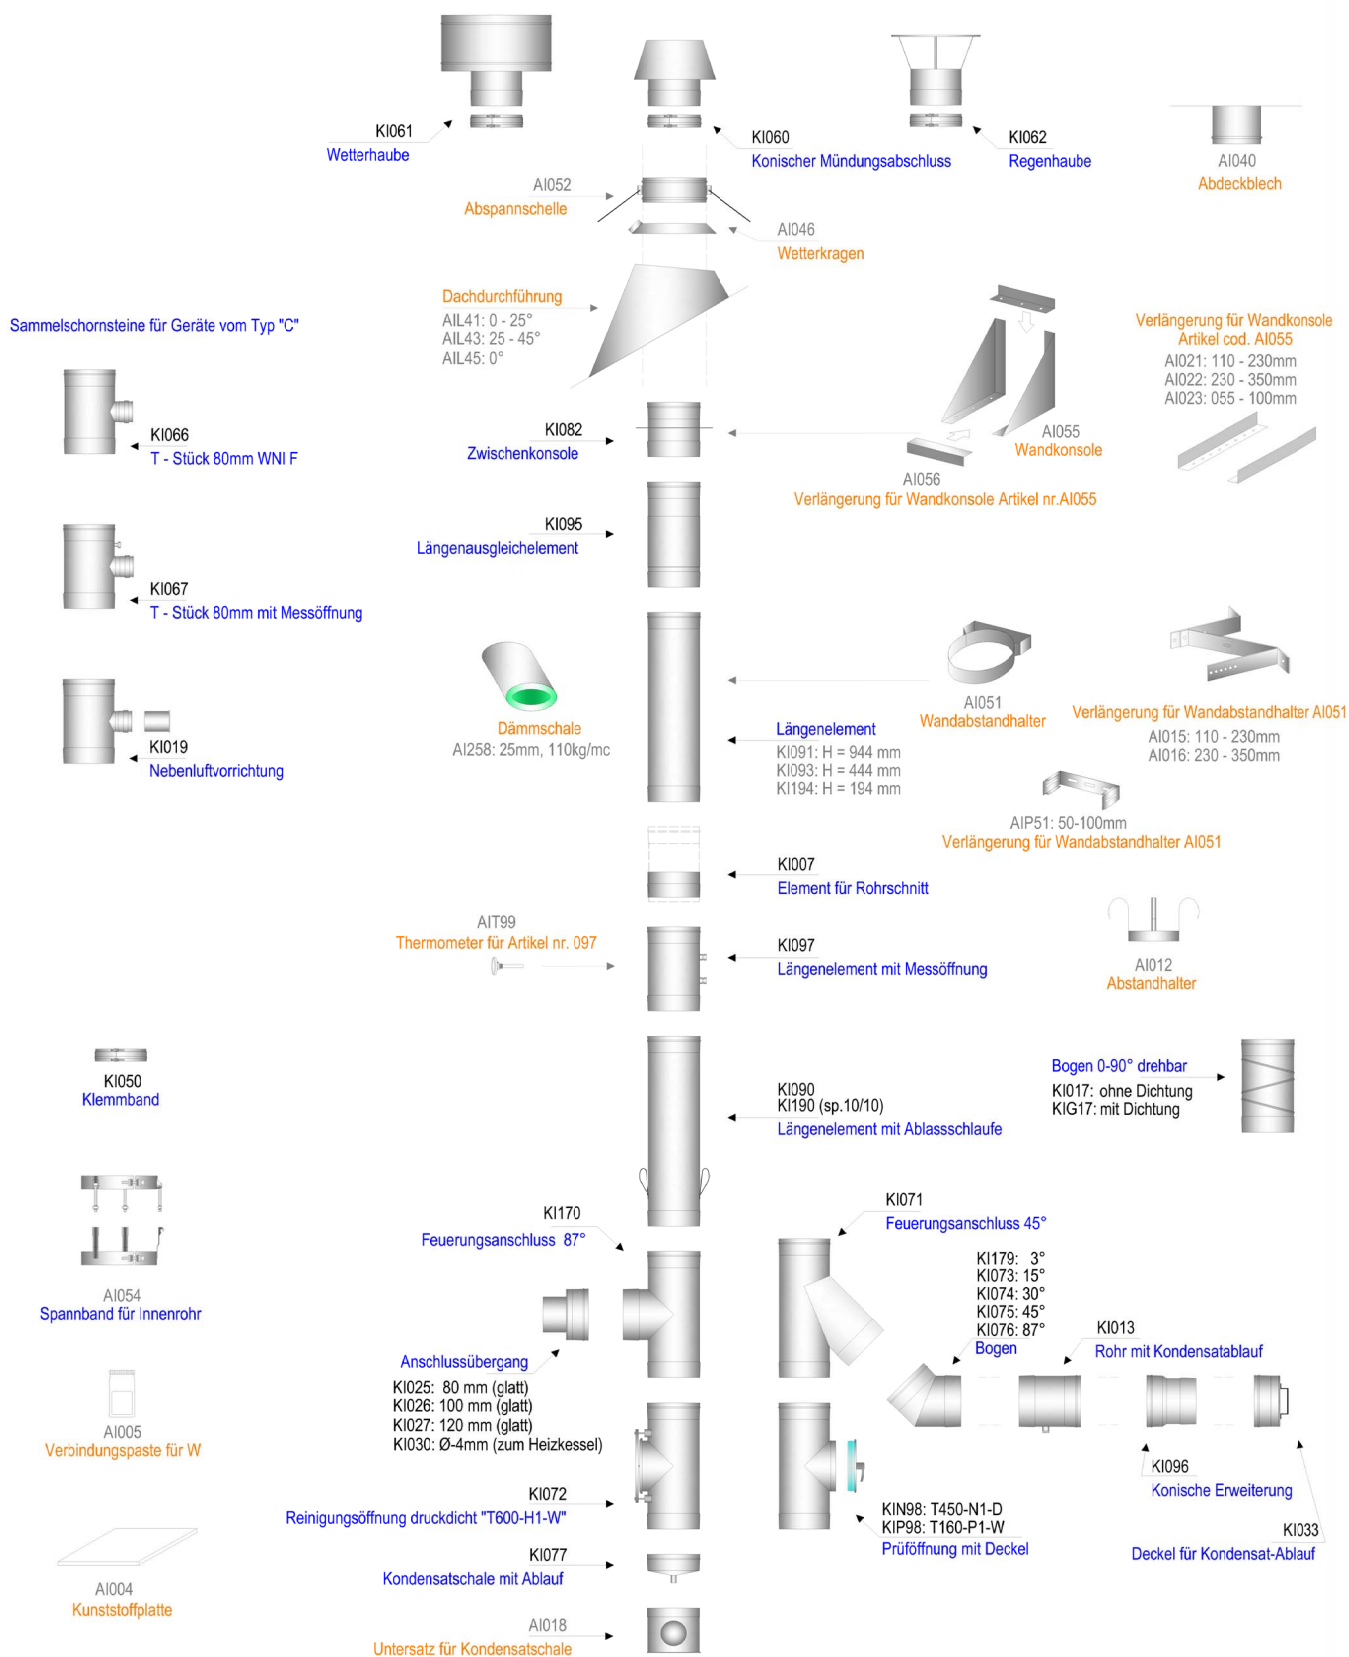 KI061
Wetterhaube
KI060
Konischer Mündungsabschluss
KI062
Regenhaube
AI040
Abdeckblech
AI052
Abspannschelle
AI046
Wetterkragen
Dachdurchführung
AIL41: 0 - 25°
AIL43: 25 - 45°
AIL45: 0°
Sammelschornsteine für Geräte vom Typ "C"
Verlängerung für Wandkonsole
Artikel cod. AI055
AI021: 110 - 230mm
AI022: 230 - 350mm
AI023: 055 - 100mm
KI066
T - Stück 80mm WNI F
KI082
Zwischenkonsole
AI055
Wandkonsole
AI056
Verlängerung für Wandkonsole Artikel nr.AI055
KI095
Längenausgleichelement
KI067
T - Stück 80mm mit Messöffnung
KI019
Nebenluftvorrichtung
Dämmschale
AI258: 25mm, 110kg/mc
Längenelement
KI091: H = 944 mm
KI093: H = 444 mm
KI194: H = 194 mm
AI051
Wandabstandhalter
Verlängerung für Wandabstandhalter AI051
AI015: 110 - 230mm
AI016: 230 - 350mm
AIP51: 50-100mm
Verlängerung für Wandabstandhalter AI051
KI007
Element für Rohrschnitt
AIT99
Thermometer für Artikel nr. 097
KI097
Längenelement mit Messöffnung
AI012
Abstandhalter
KI050
Klemmband
KI090
KI190 (sp.10/10)
Längenelement mit Ablassschlaufe
Bogen 0-90° drehbar
KI017: ohne Dichtung
KIG17: mit Dichtung
KI170
Feuerungsanschluss 87°
KI071
Feuerungsanschluss 45°
KI179: 3°
KI073: 15°
KI074: 30°
KI075: 45°
KI076: 87°
Bogen
KI013
Rohr mit Kondensatablauf
AI054
Spannband für Innenrohr
Anschlussübergang
KI025: 80 mm (glatt)
KI026: 100 mm (glatt)
KI027: 120 mm (glatt)
KI030: Ø-4mm (zum Heizkessel)
AI005
Verbindungspaste für W
KI096
Konische Erweiterung
KI072
Reinigungsöffnung druckdicht "T600-H1-W"
KIN98: T450-N1-D
KIP98: T160-P1-W
Prüföffnung mit Deckel
KI033
Deckel für Kondensat-Ablauf
KI077
Kondensatschale mit Ablauf
AI004
Kunststoffplatte
AI018
Untersatz für Kondensatschale